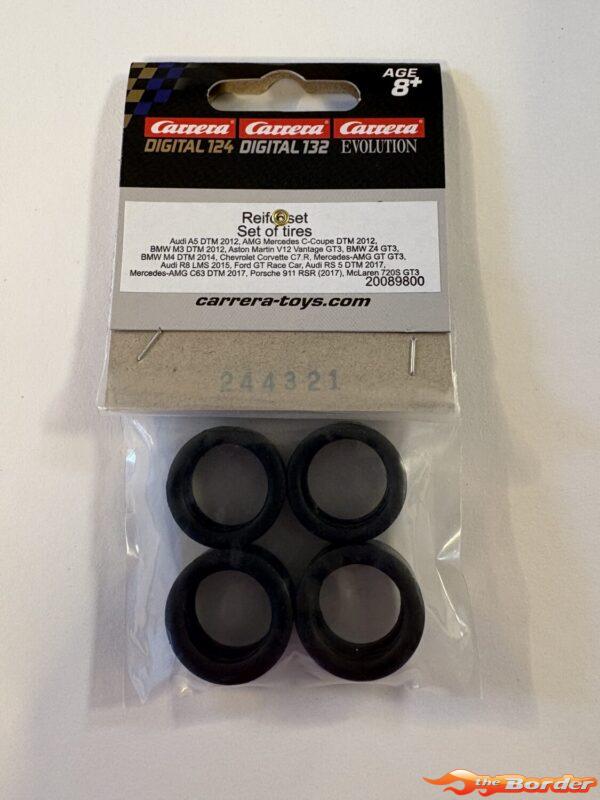 AGE
8+
Carrera Carrera Carrera
DIGITAL 124 DIGITAL 132 EVOLUTION
Reifenset
Set of tires
Audi A5 DTM 2012, AMG Mercedes C-Coupe DTM 2012,
BMW M3 DTM 2012, Aston Martin V12 Vantage GT3, BMW Z4 GT3,
BMW M4 DTM 2014, Chevrolet Corvette C7.R, Mercedes-AMG GT GT3,
Audi R8 LMS 2015, Ford GT Race Car, Audi RS 5 DTM 2017,
Mercedes-AMG C63 DTM 2017, Porsche 911 RSR (2017), McLaren 720S GT3
20089800
carrera-toys.com
244321
the Border